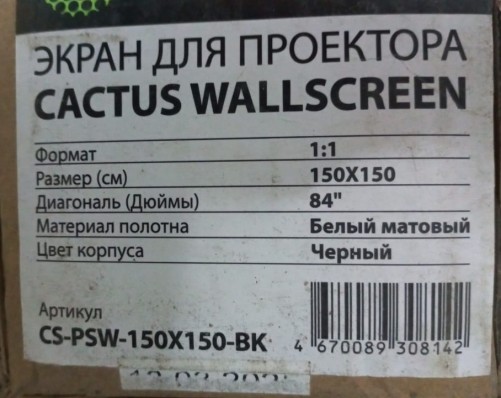 ЭКРАН ДЛЯ ПРОЕКТОРА
CACTUS WALLSCREEN
Формат 1:1
Размер (см) 150X150
Диагональ (Дюймы) 84"
Материал полотна Белый матовый
Цвет корпуса Черный
Артикул
CS-PSW-150X150-BK
4 670089 308142